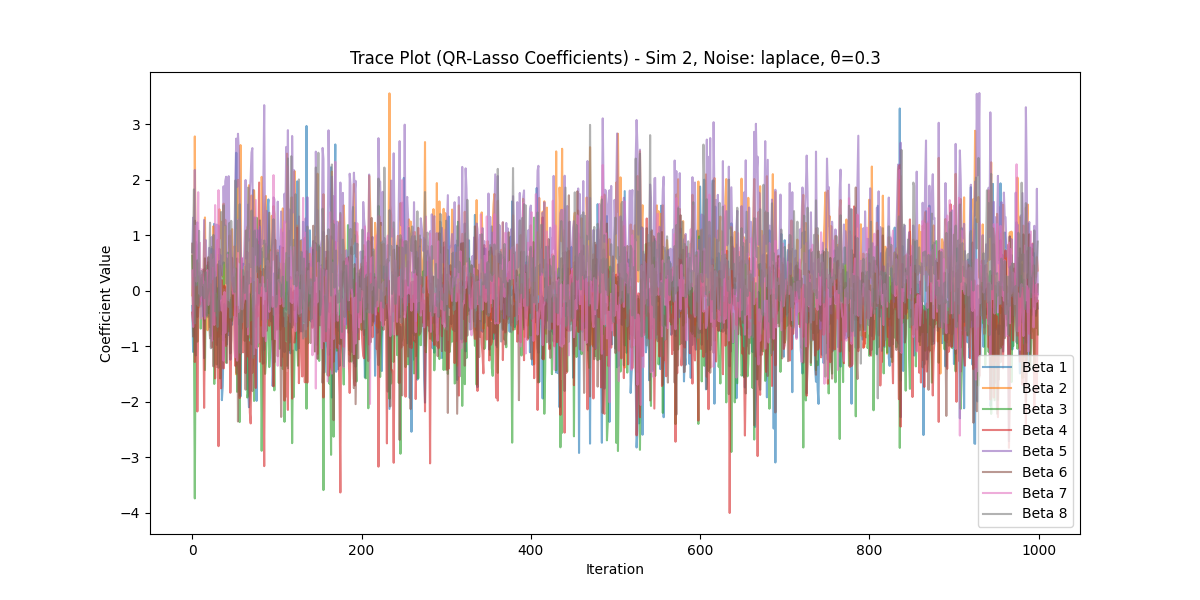 Trace Plot (QR-Lasso Coefficients) - Sim 2, Noise: laplace, θ=0.3
Coefficient Value
3
2
1
0
−1
−2
−3
−4
Beta 1
Beta 2
Beta 3
Beta 4
Beta 5
Beta 6
Beta 7
Beta 8
0 200 400 600 800 1000
Iteration